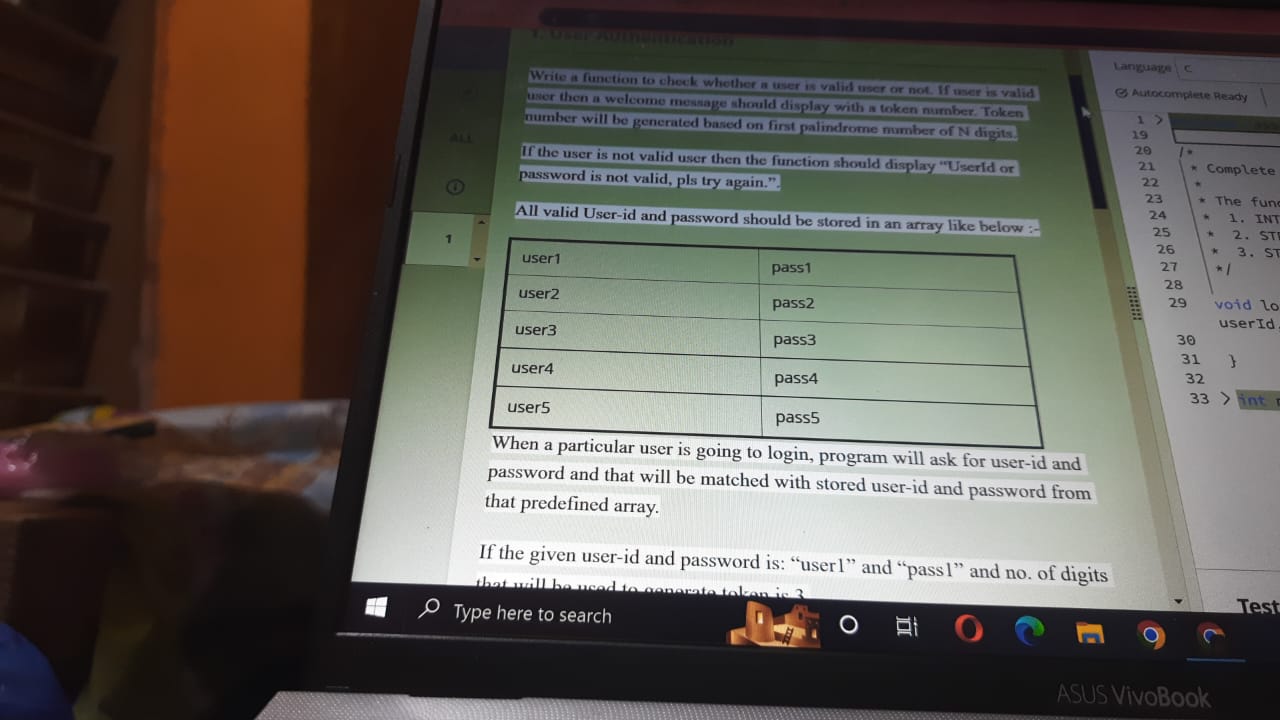 1. User Authentication
Write a function to check whether a user is valid user or not. If user is valid
user then a welcome message should display with a token number. Token
number will be generated based on first palindrome number of N digits.
If the user is not valid user then the function should display “UserId or
password is not valid, pls try again.”.
All valid User-id and password should be stored in an array like below :-
user1 pass1
user2 pass2
user3 pass3
user4 pass4
user5 pass5
When a particular user is going to login, program will ask for user-id and
password and that will be matched with stored user-id and password from
that predefined array.
If the given user-id and password is: “user1” and “pass1” and no. of digits
that will be used to generate token is 3
ALL
1
Language C
Autocomplete Ready
1 >
19
20 /*
21 * Complete
22 *
23 * The func
24 * 1. INT
25 * 2. STR
26 * 3. ST
27 */
28
29 void lo
userId,
30
31 }
32
33 > int
Test
Type here to search
ASUS VivoBook